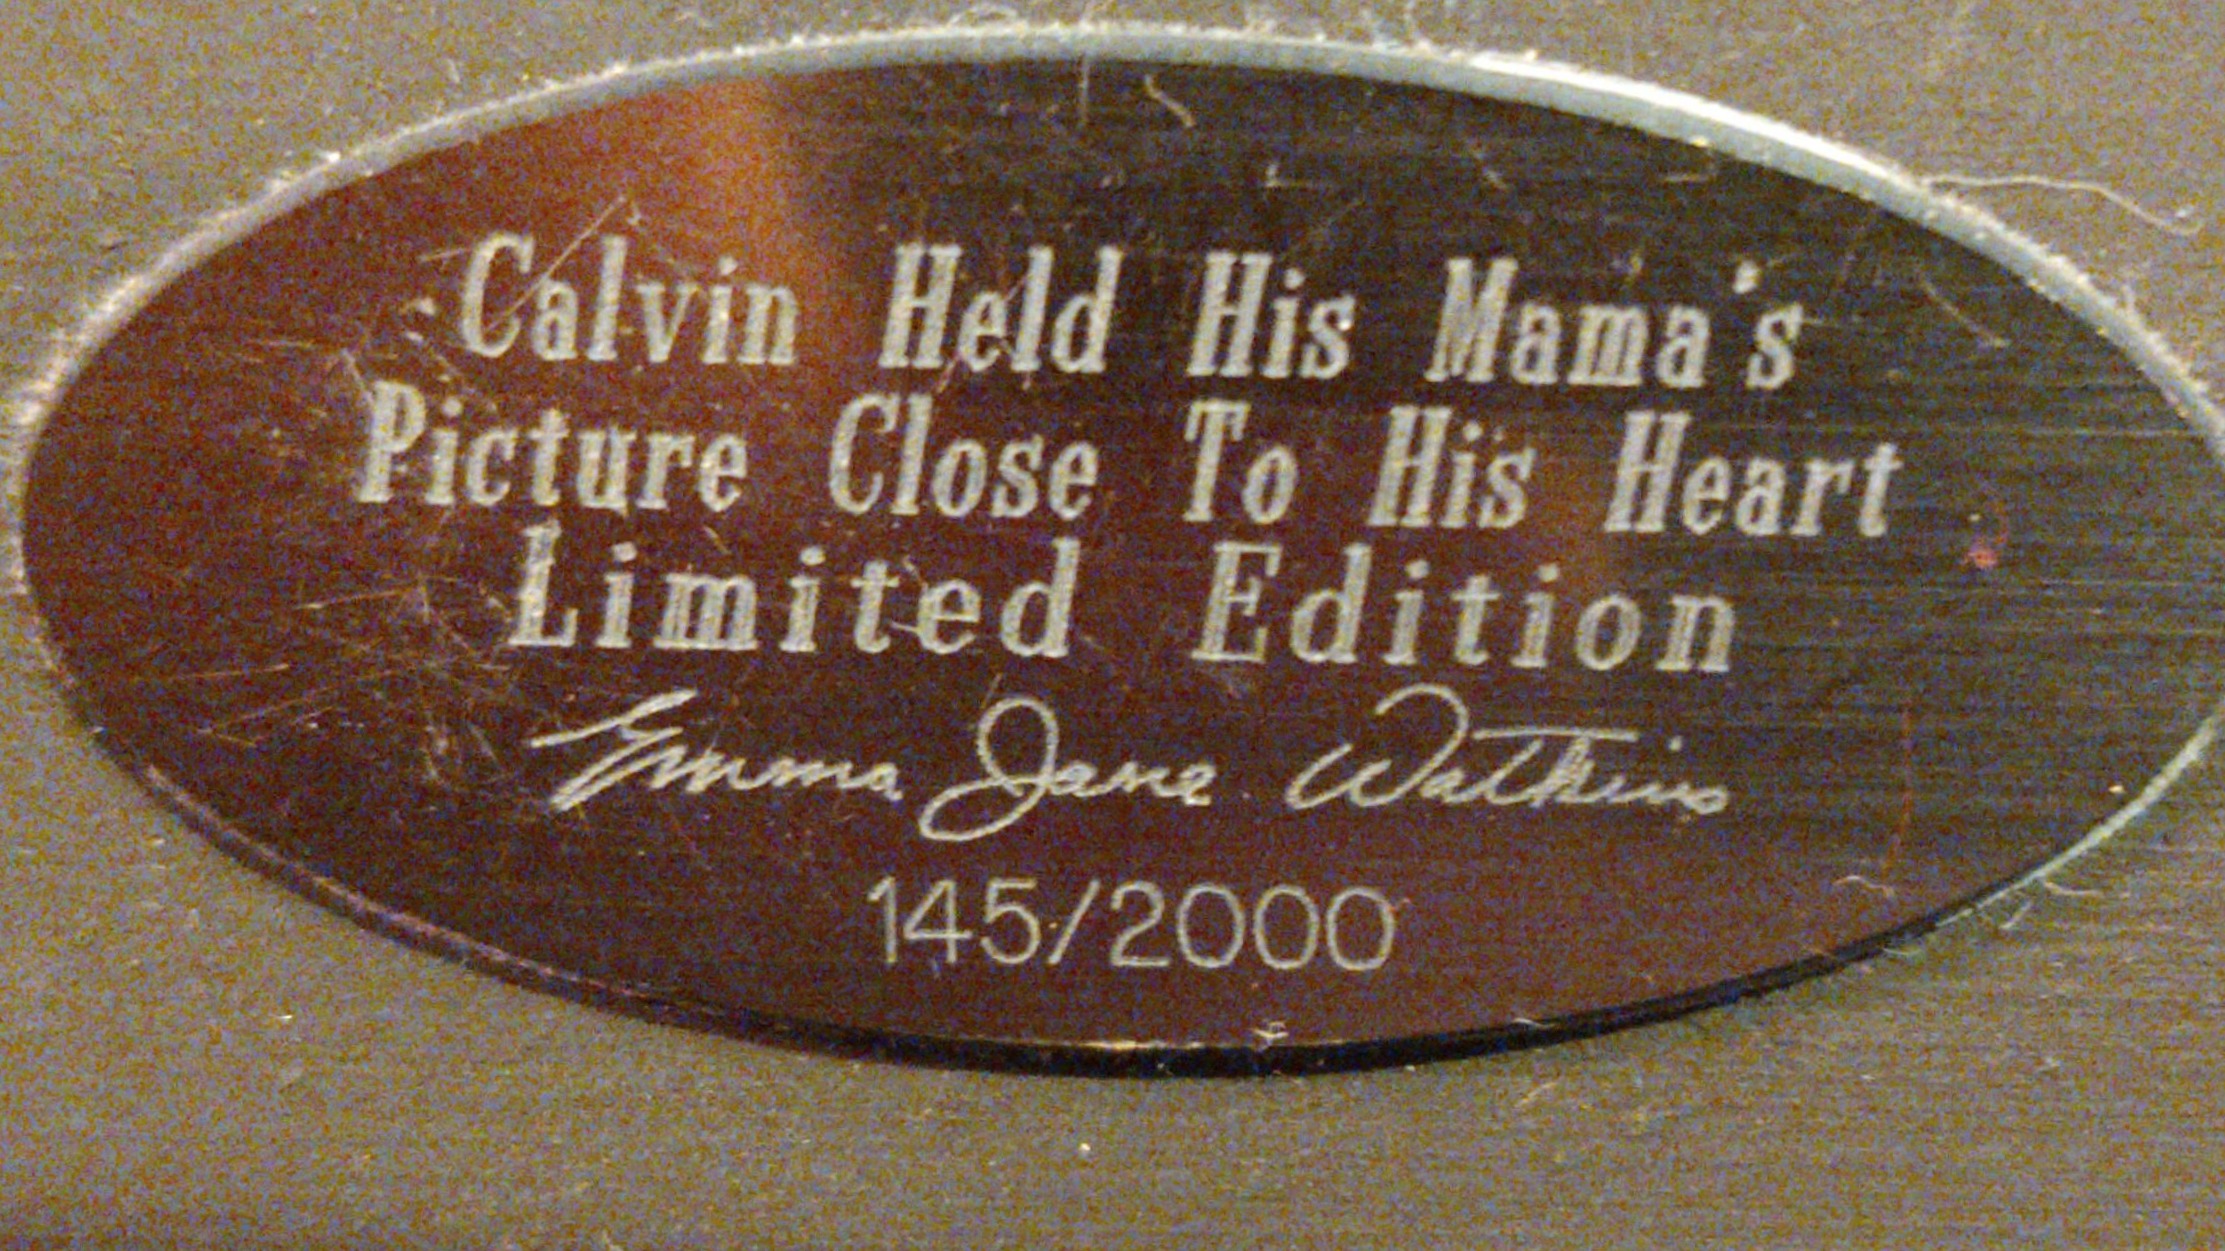 Calvin Held His Mama's
Picture Close To His Heart
Limited Edition
Emma Jane Watkins
145/2000